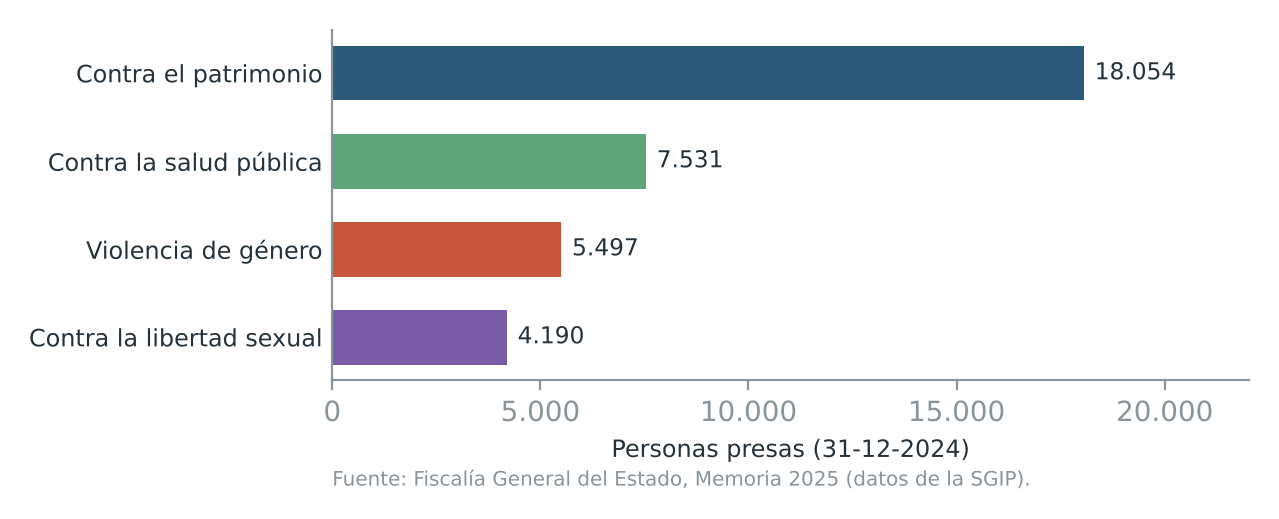 Contra el patrimonio 18.054
Contra la salud pública 7.531
Violencia de género 5.497
Contra la libertad sexual 4.190
0 5.000 10.000 15.000 20.000
Personas presas (31-12-2024)
Fuente: Fiscalía General del Estado, Memoria 2025 (datos de la SGIP).